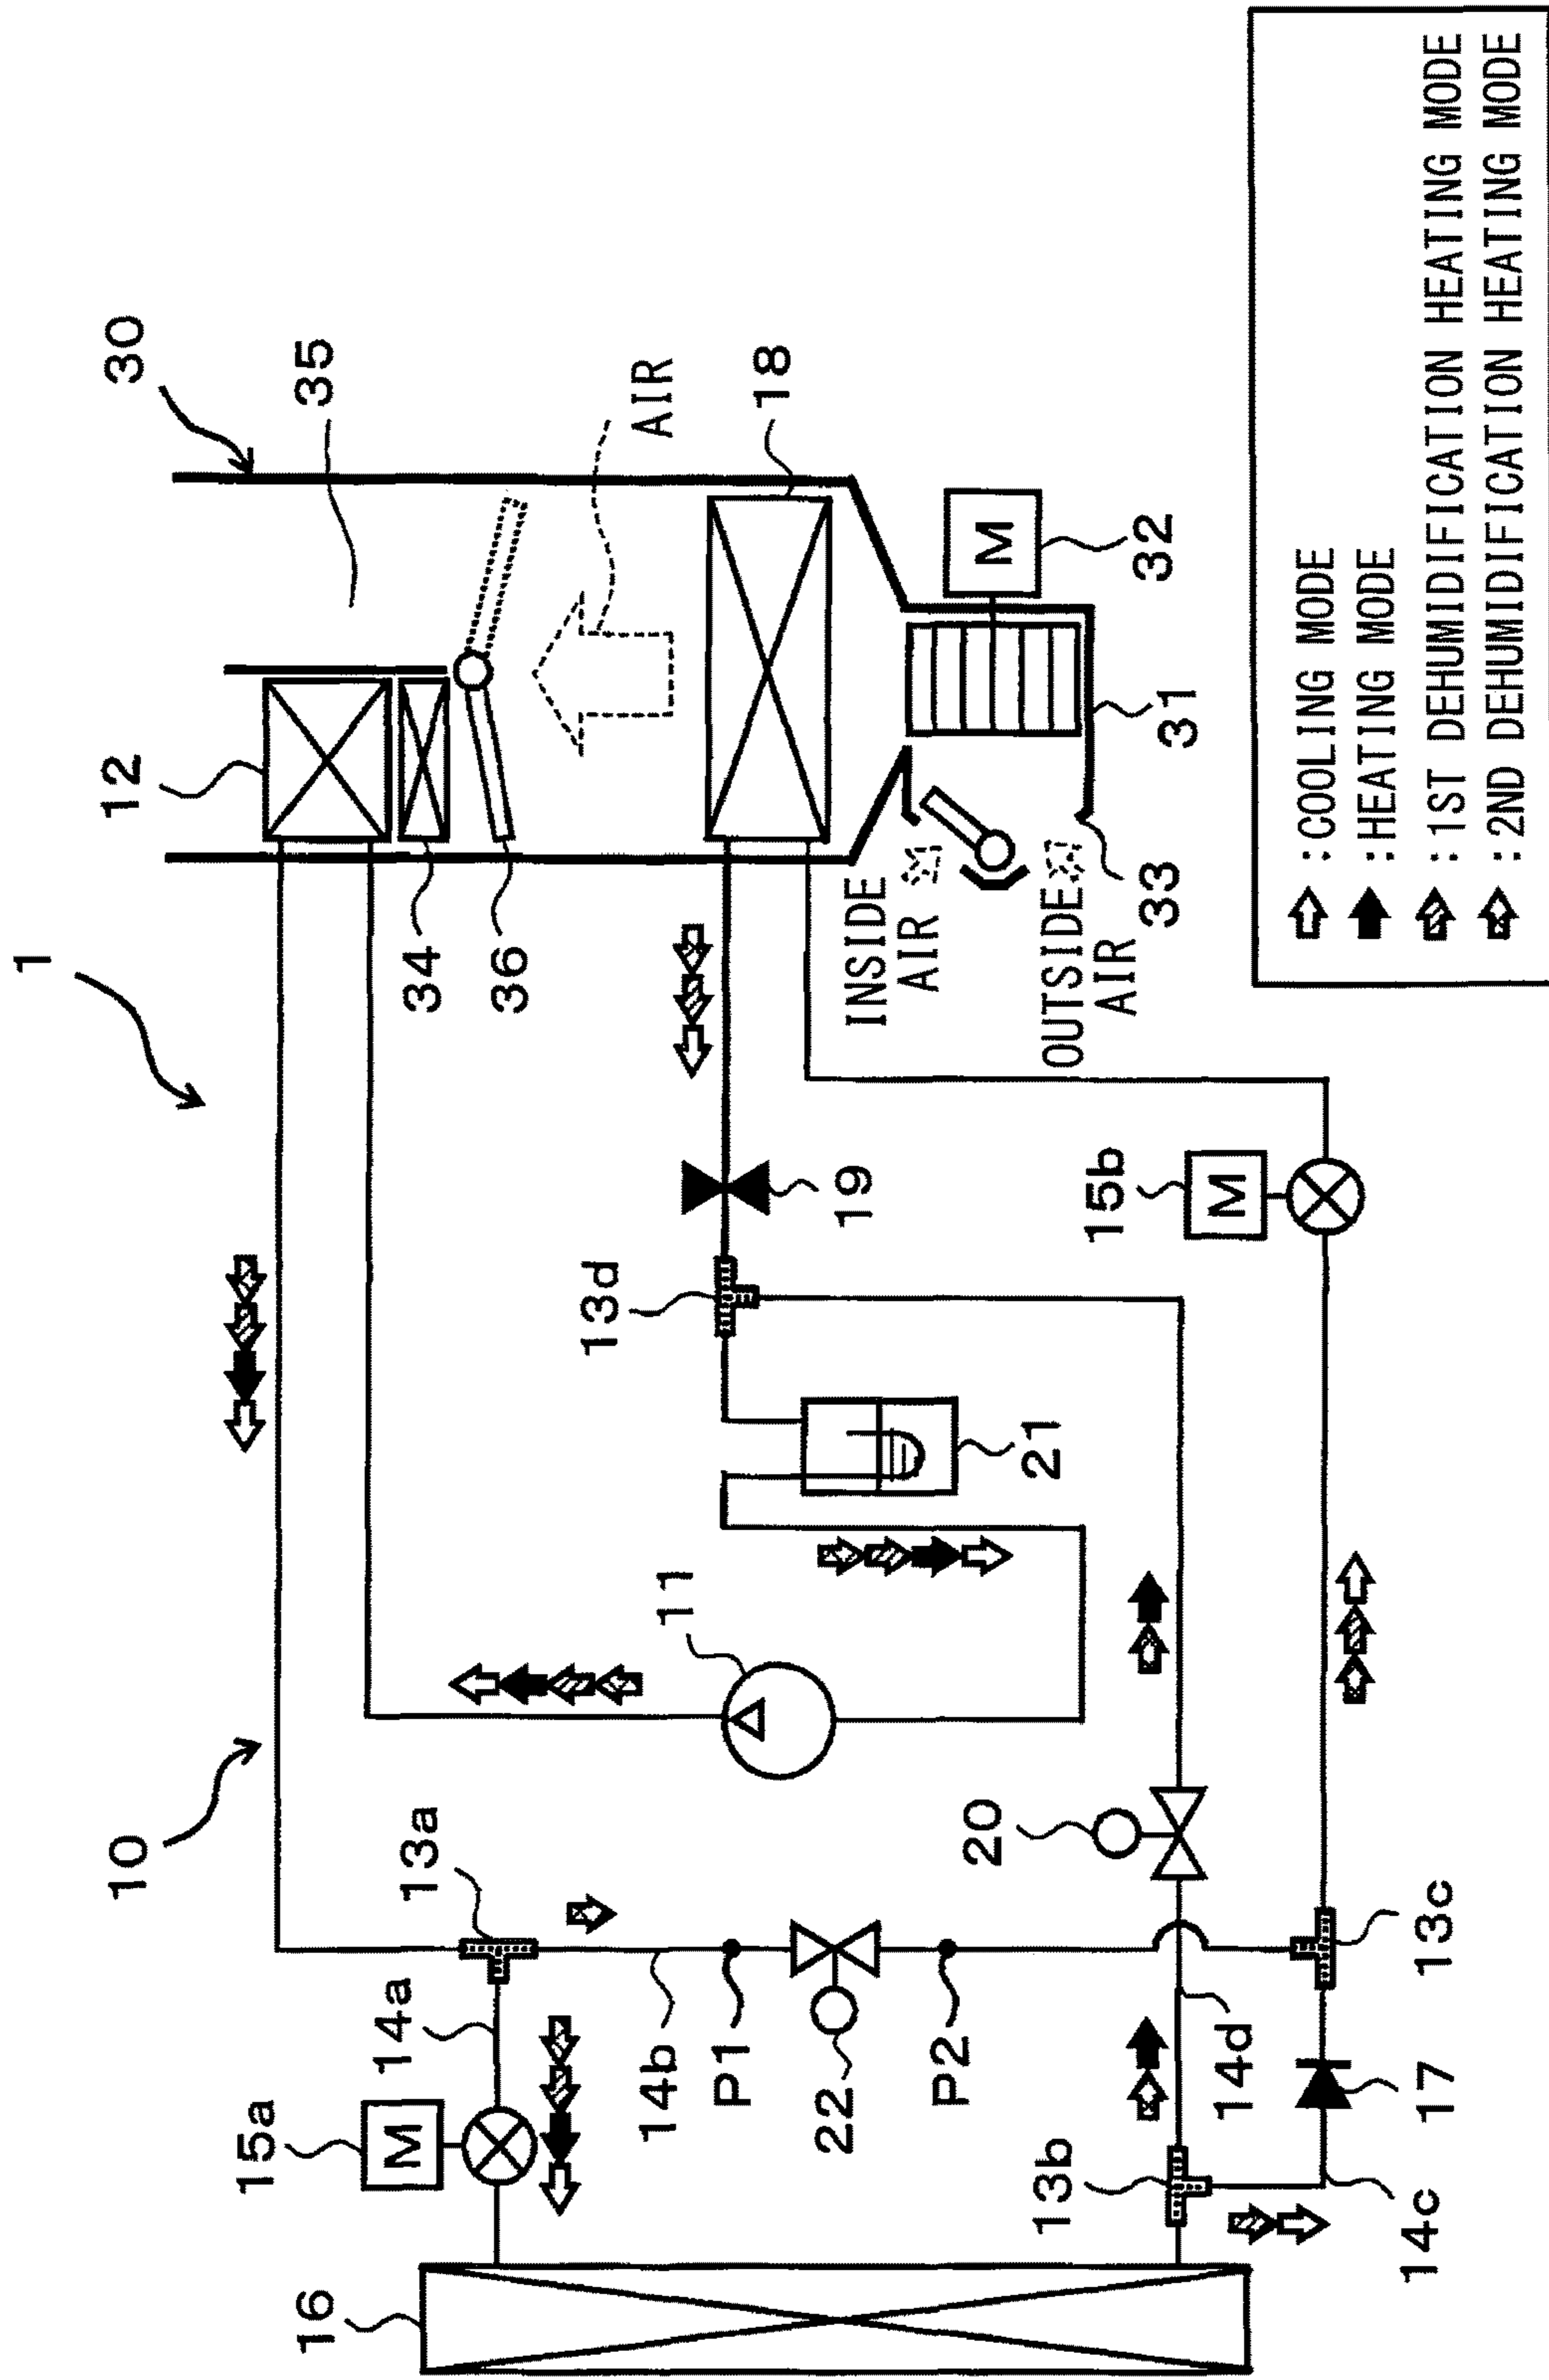 1
10
30
12
35
34
36
AIR
18
INSIDE
AIR
OUTSIDE
AIR
M
32
31
33
13a
14a
15a
M
16
11
13d
19
21
14b
P1
22
P2
20
15b
M
13b
14d
14c
17
13c
:COOLING MODE
:HEATING MODE
:1ST DEHUMIDIFICATION HEATING MODE
:2ND DEHUMIDIFICATION HEATING MODE